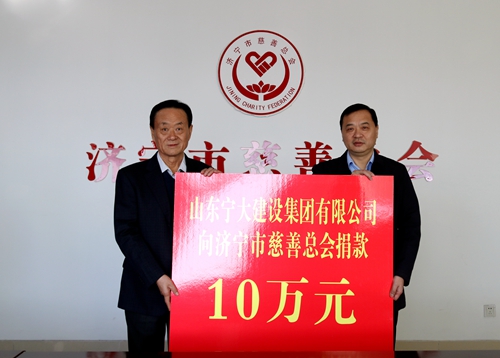 济宁市慈善总会
JINING CHARITY FEDERATION
济宁市慈善总会
山东宁大建设集团有限公司
向济宁市慈善总会捐款
10万元